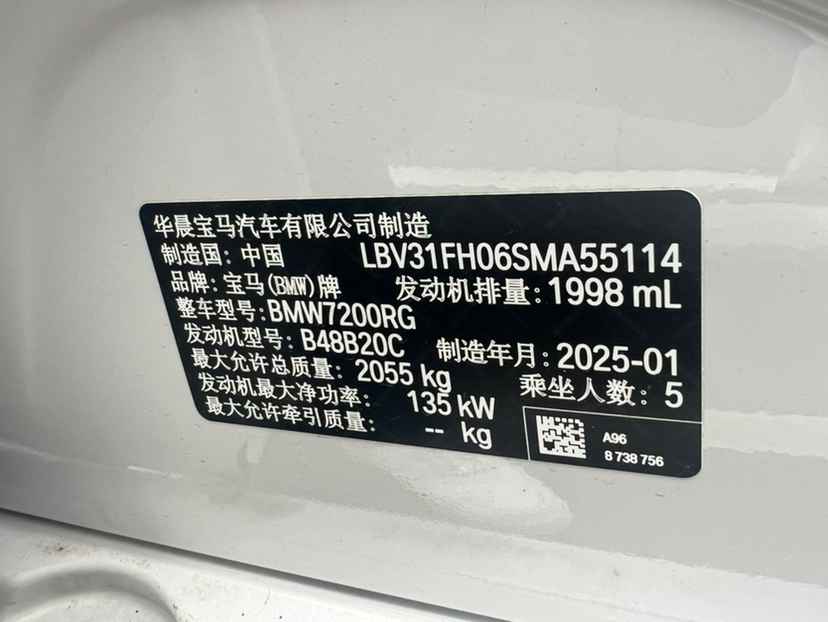 华晨宝马汽车有限公司制造
制造国：中国 LBV31FH06SMA55114
品牌：宝马(BMW)牌 发动机排量：1998 mL
整车型号：BMW7200RG
发动机型号：B48B20C 制造年月：2025-01
最大允许总质量：2055 kg 乘坐人数：5
发动机最大净功率：135 kW
最大允许牵引质量：-- kg
A96
8 738 756